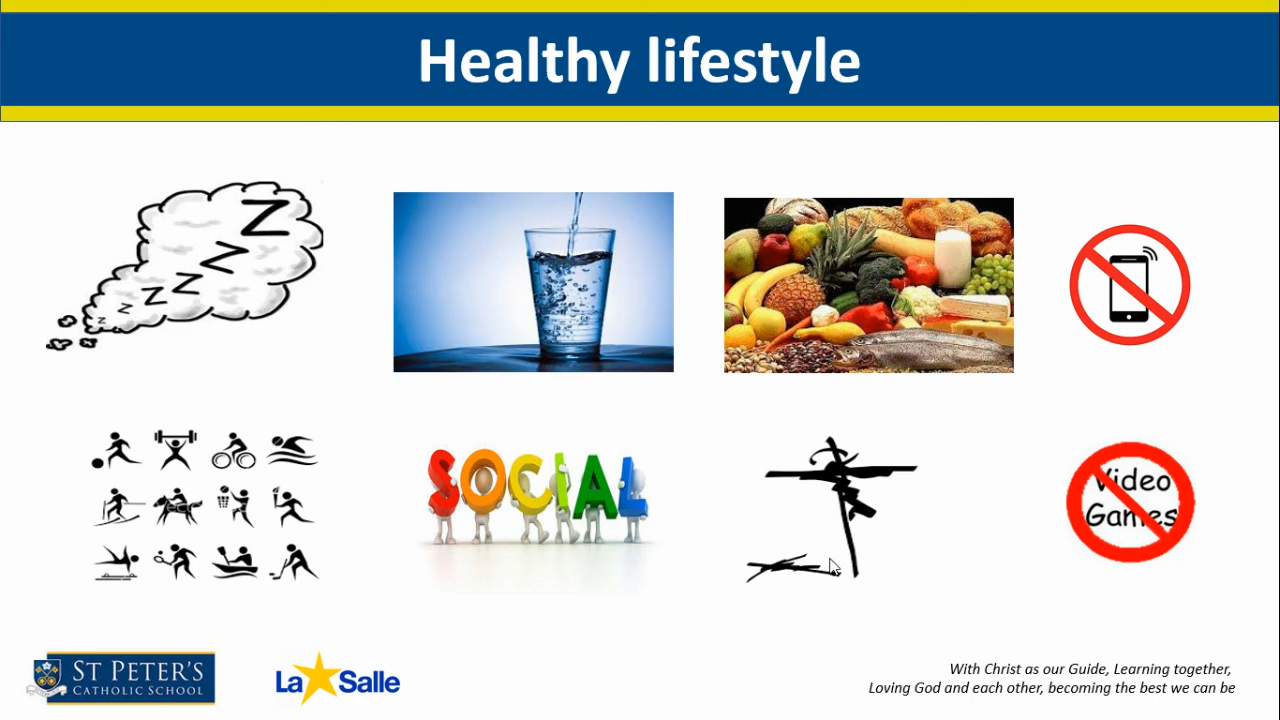 Healthy lifestyle
Z
Z
Z
Z
Z
Z
SOCIAL
Video
Games
ST PETER'S
CATHOLIC SCHOOL
La Salle
With Christ as our Guide, Learning together,
Loving God and each other, becoming the best we can be